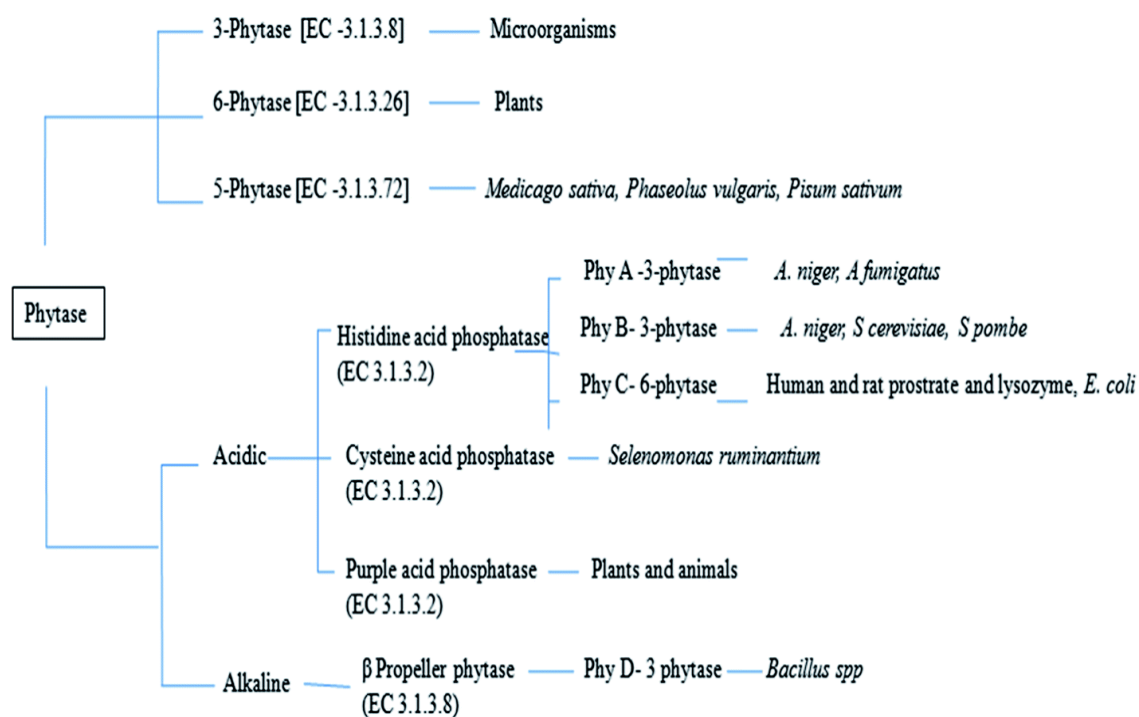 3-Phytase [EC -3.1.3.8] Microorganisms
6-Phytase [EC -3.1.3.26] Plants
5-Phytase [EC -3.1.3.72] Medicago sativa, Phaseolus vulgaris, Pisum sativum
Phytase
Phy A -3-phytase A. niger, A fumigatus
Histidine acid phosphatase
(EC 3.1.3.2)
Phy B- 3-phytase A. niger, S cerevisiae, S pombe
Phy C- 6-phytase Human and rat prostrate and lysozyme, E. coli
Acidic
Cysteine acid phosphatase Selenomonas ruminantium
(EC 3.1.3.2)
Purple acid phosphatase Plants and animals
(EC 3.1.3.2)
Alkaline
β Propeller phytase Phy D- 3 phytase Bacillus spp
(EC 3.1.3.8)